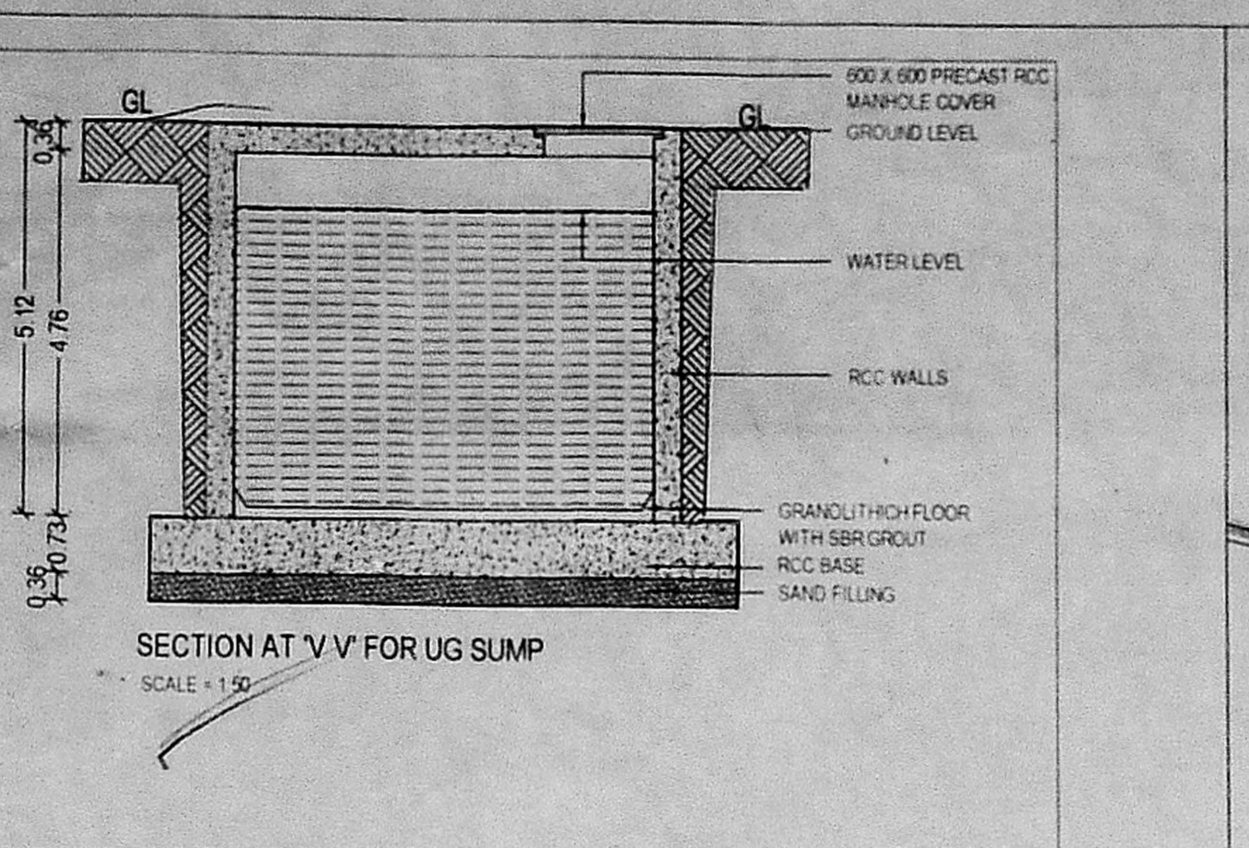 600 X 600 PRECAST RCC
MANHOLE COVER
GL
GL
GROUND LEVEL
0.36
5.12
4.76
WATER LEVEL
RCC WALLS
GRANOLITHICH FLOOR
WITH SBR GROUT
RCC BASE
SAND FILLING
0.73
0.36
SECTION AT 'V V' FOR UG SUMP
SCALE = 1:50